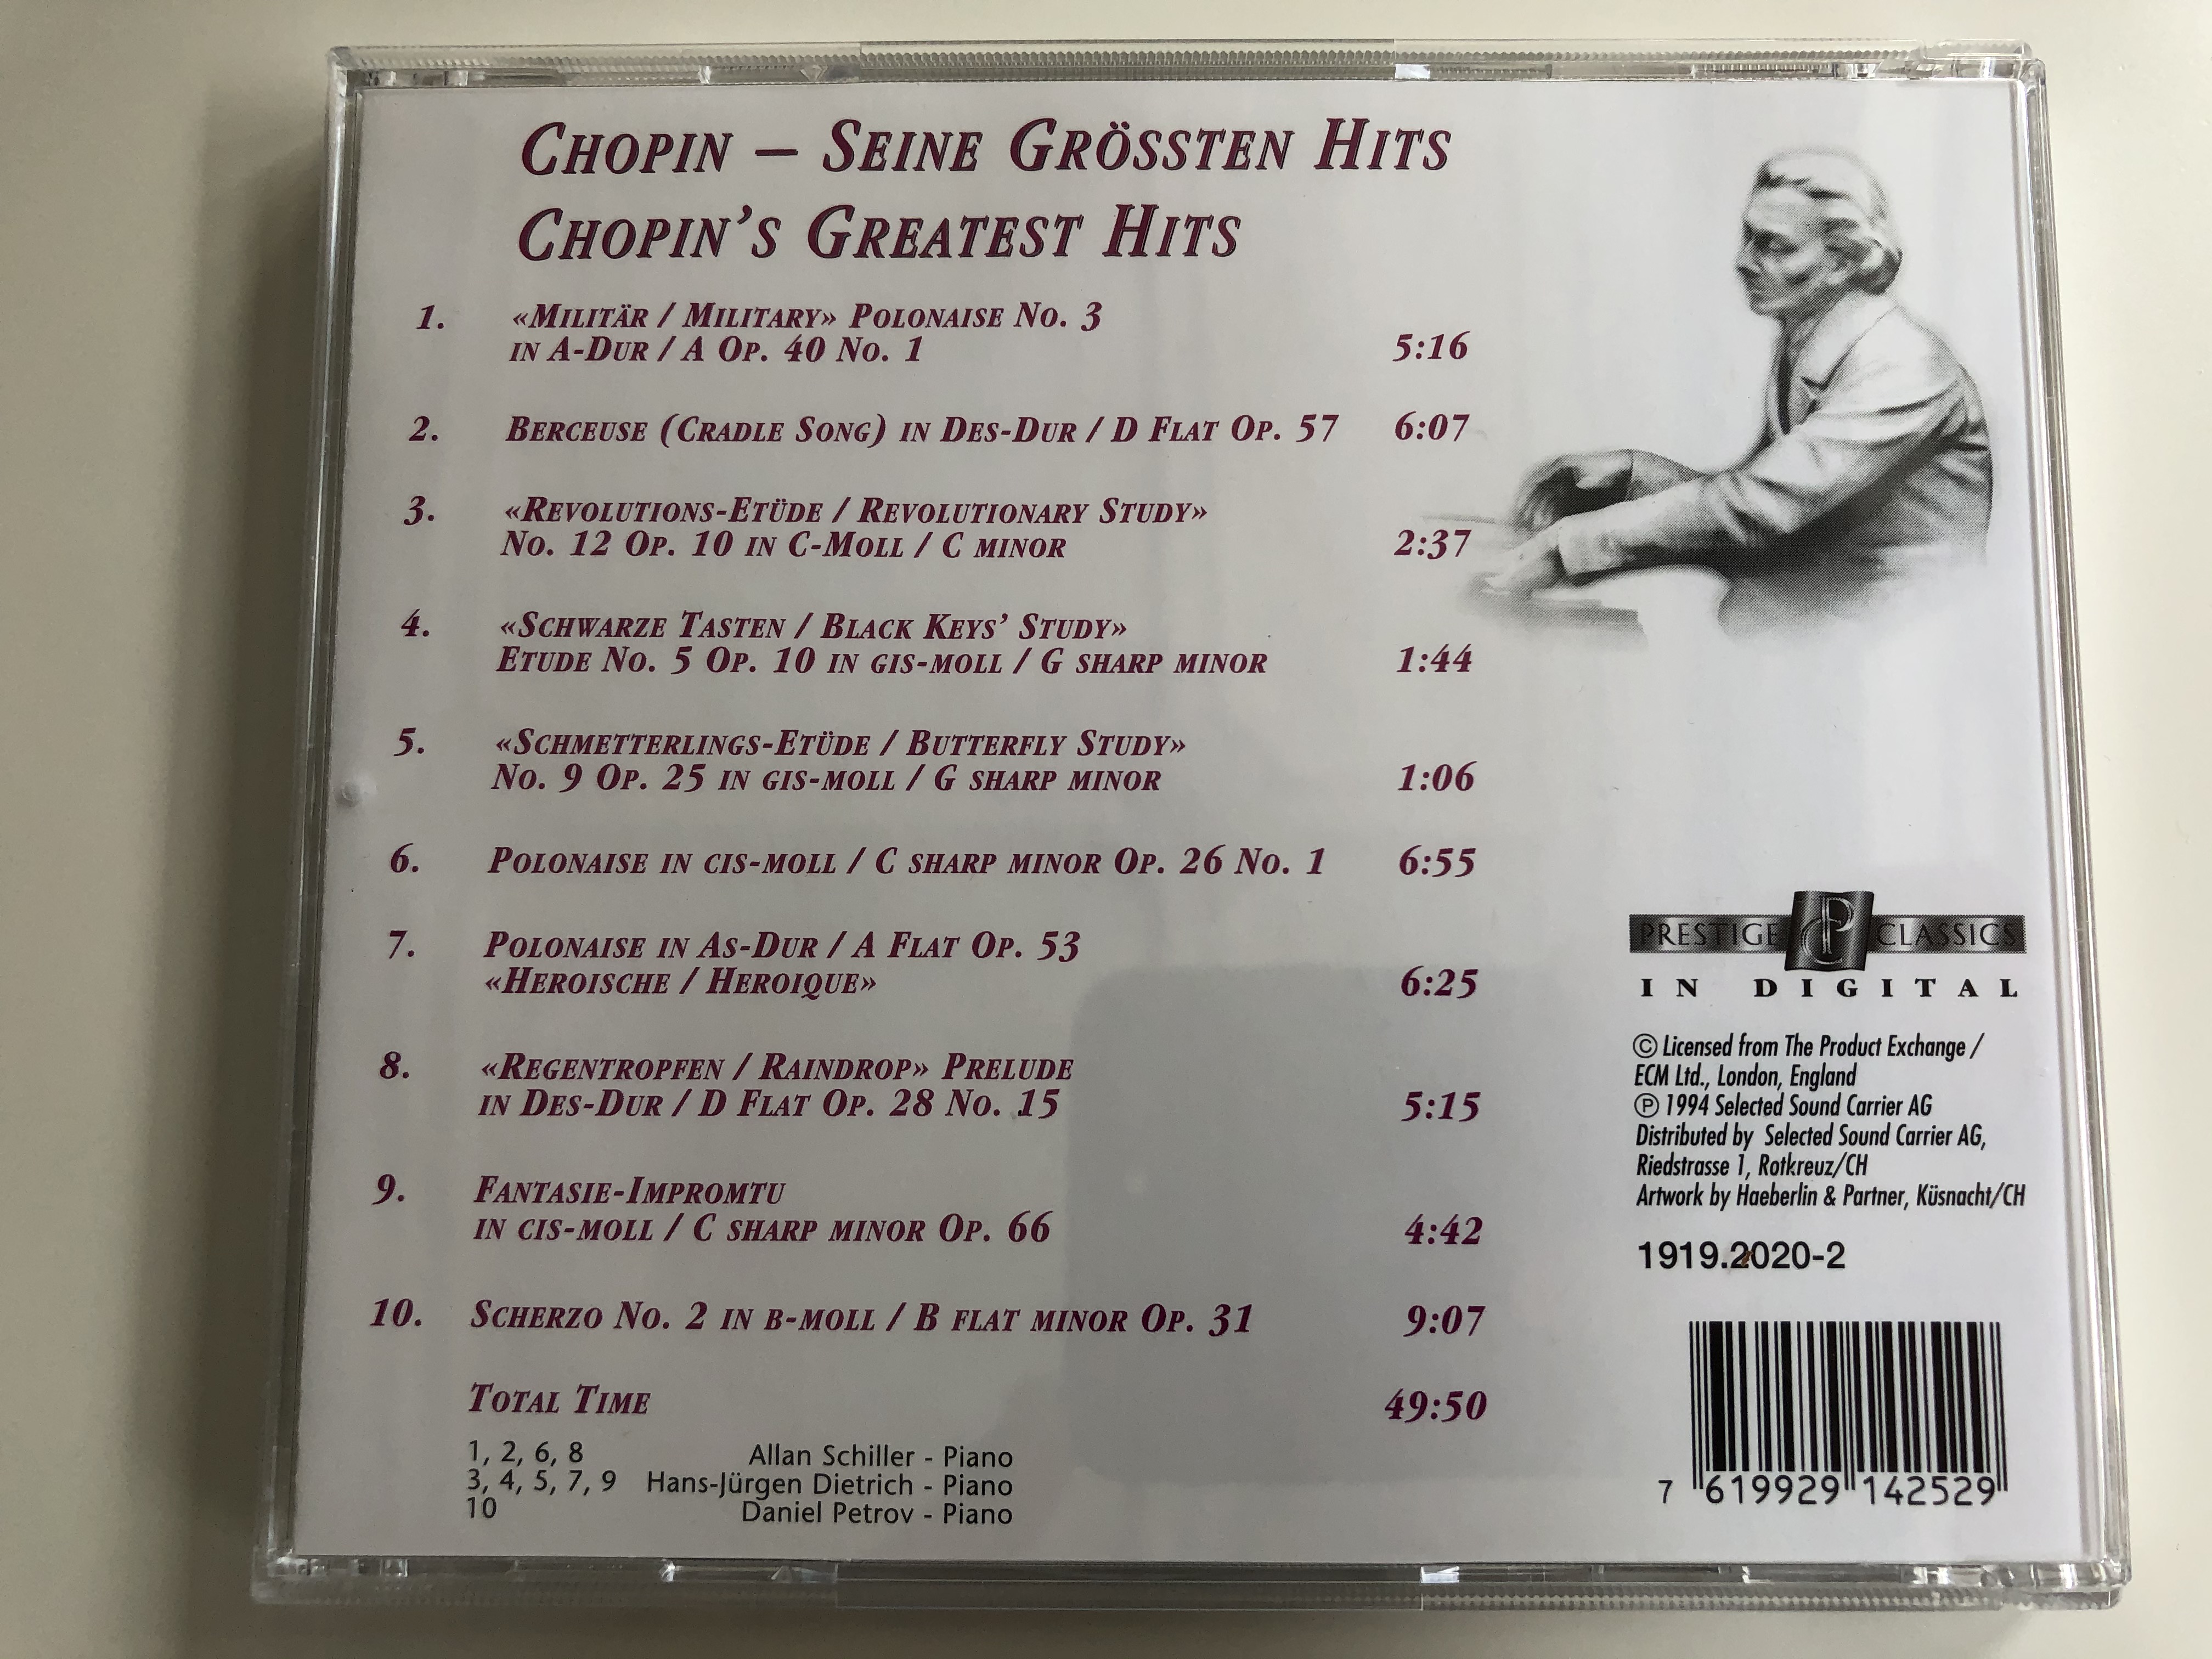 Chopin – Seine Grössten Hits
Chopin's Greatest Hits
1. «Militär / Military» Polonaise No. 3
in A-Dur / A Op. 40 No. 1 5:16
2. Berceuse (Cradle Song) in Des-Dur / D Flat Op. 57 6:07
3. «Revolutions-Etüde / Revolutionary Study»
No. 12 Op. 10 in C-Moll / C minor 2:37
4. «Schwarze Tasten / Black Keys' Study»
Etude No. 5 Op. 10 in gis-moll / G sharp minor 1:44
5. «Schmetterlings-Etüde / Butterfly Study»
No. 9 Op. 25 in gis-moll / G sharp minor 1:06
6. Polonaise in cis-moll / C sharp minor Op. 26 No. 1 6:55
7. Polonaise in As-Dur / A Flat Op. 53
«Heroische / Heroique» 6:25
8. «Regentropfen / Raindrop» Prelude
in Des-Dur / D Flat Op. 28 No. 15 5:15
9. Fantasie-Impromtu
in cis-moll / C sharp minor Op. 66 4:42
10. Scherzo No. 2 in b-moll / B flat minor Op. 31 9:07
Total Time 49:50
1, 2, 6, 8 Allan Schiller - Piano
3, 4, 5, 7, 9 Hans-Jürgen Dietrich - Piano
10 Daniel Petrov - Piano
PRESTIGE PC CLASSICS
IN DIGITAL
© Licensed from The Product Exchange /
ECM Ltd., London, England
℗ 1994 Selected Sound Carrier AG
Distributed by Selected Sound Carrier AG,
Riedstrasse 1, Rotkreuz/CH
Artwork by Haeberlin & Partner, Küsnacht/CH
1919.2020-2
7 619929 142529